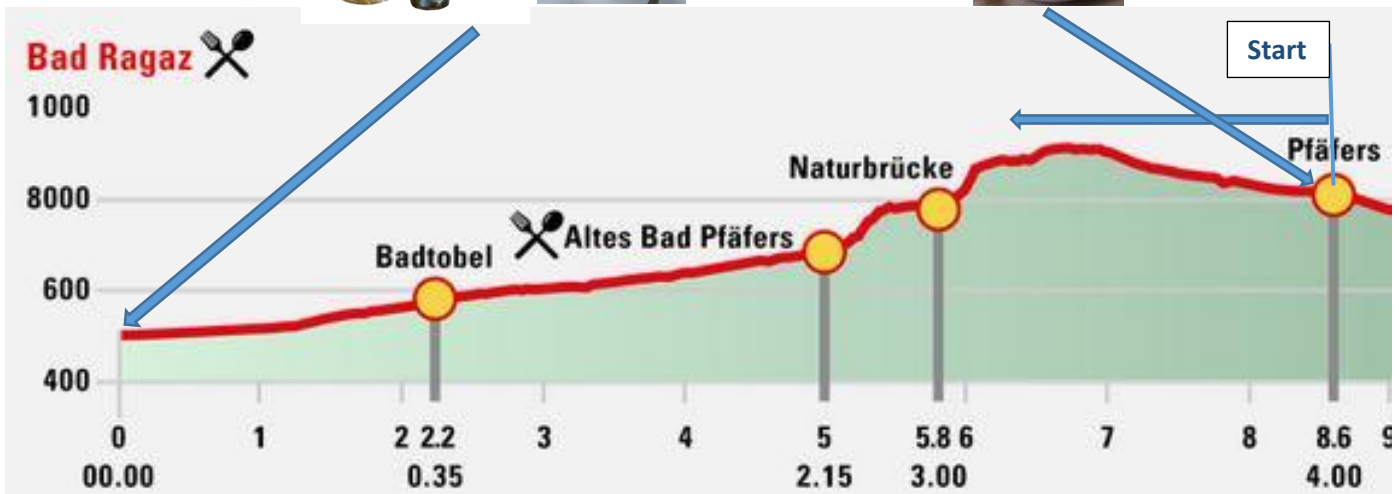 Bad Ragaz
Start
1000
Pfäfers
Naturbrücke
8000
Altes Bad Pfäfers
Badtobel
600
400
0 1 2 2.2 3 4 5 5.8 6 7 8 8.6 9
00.00 0.35 2.15 3.00 4.00